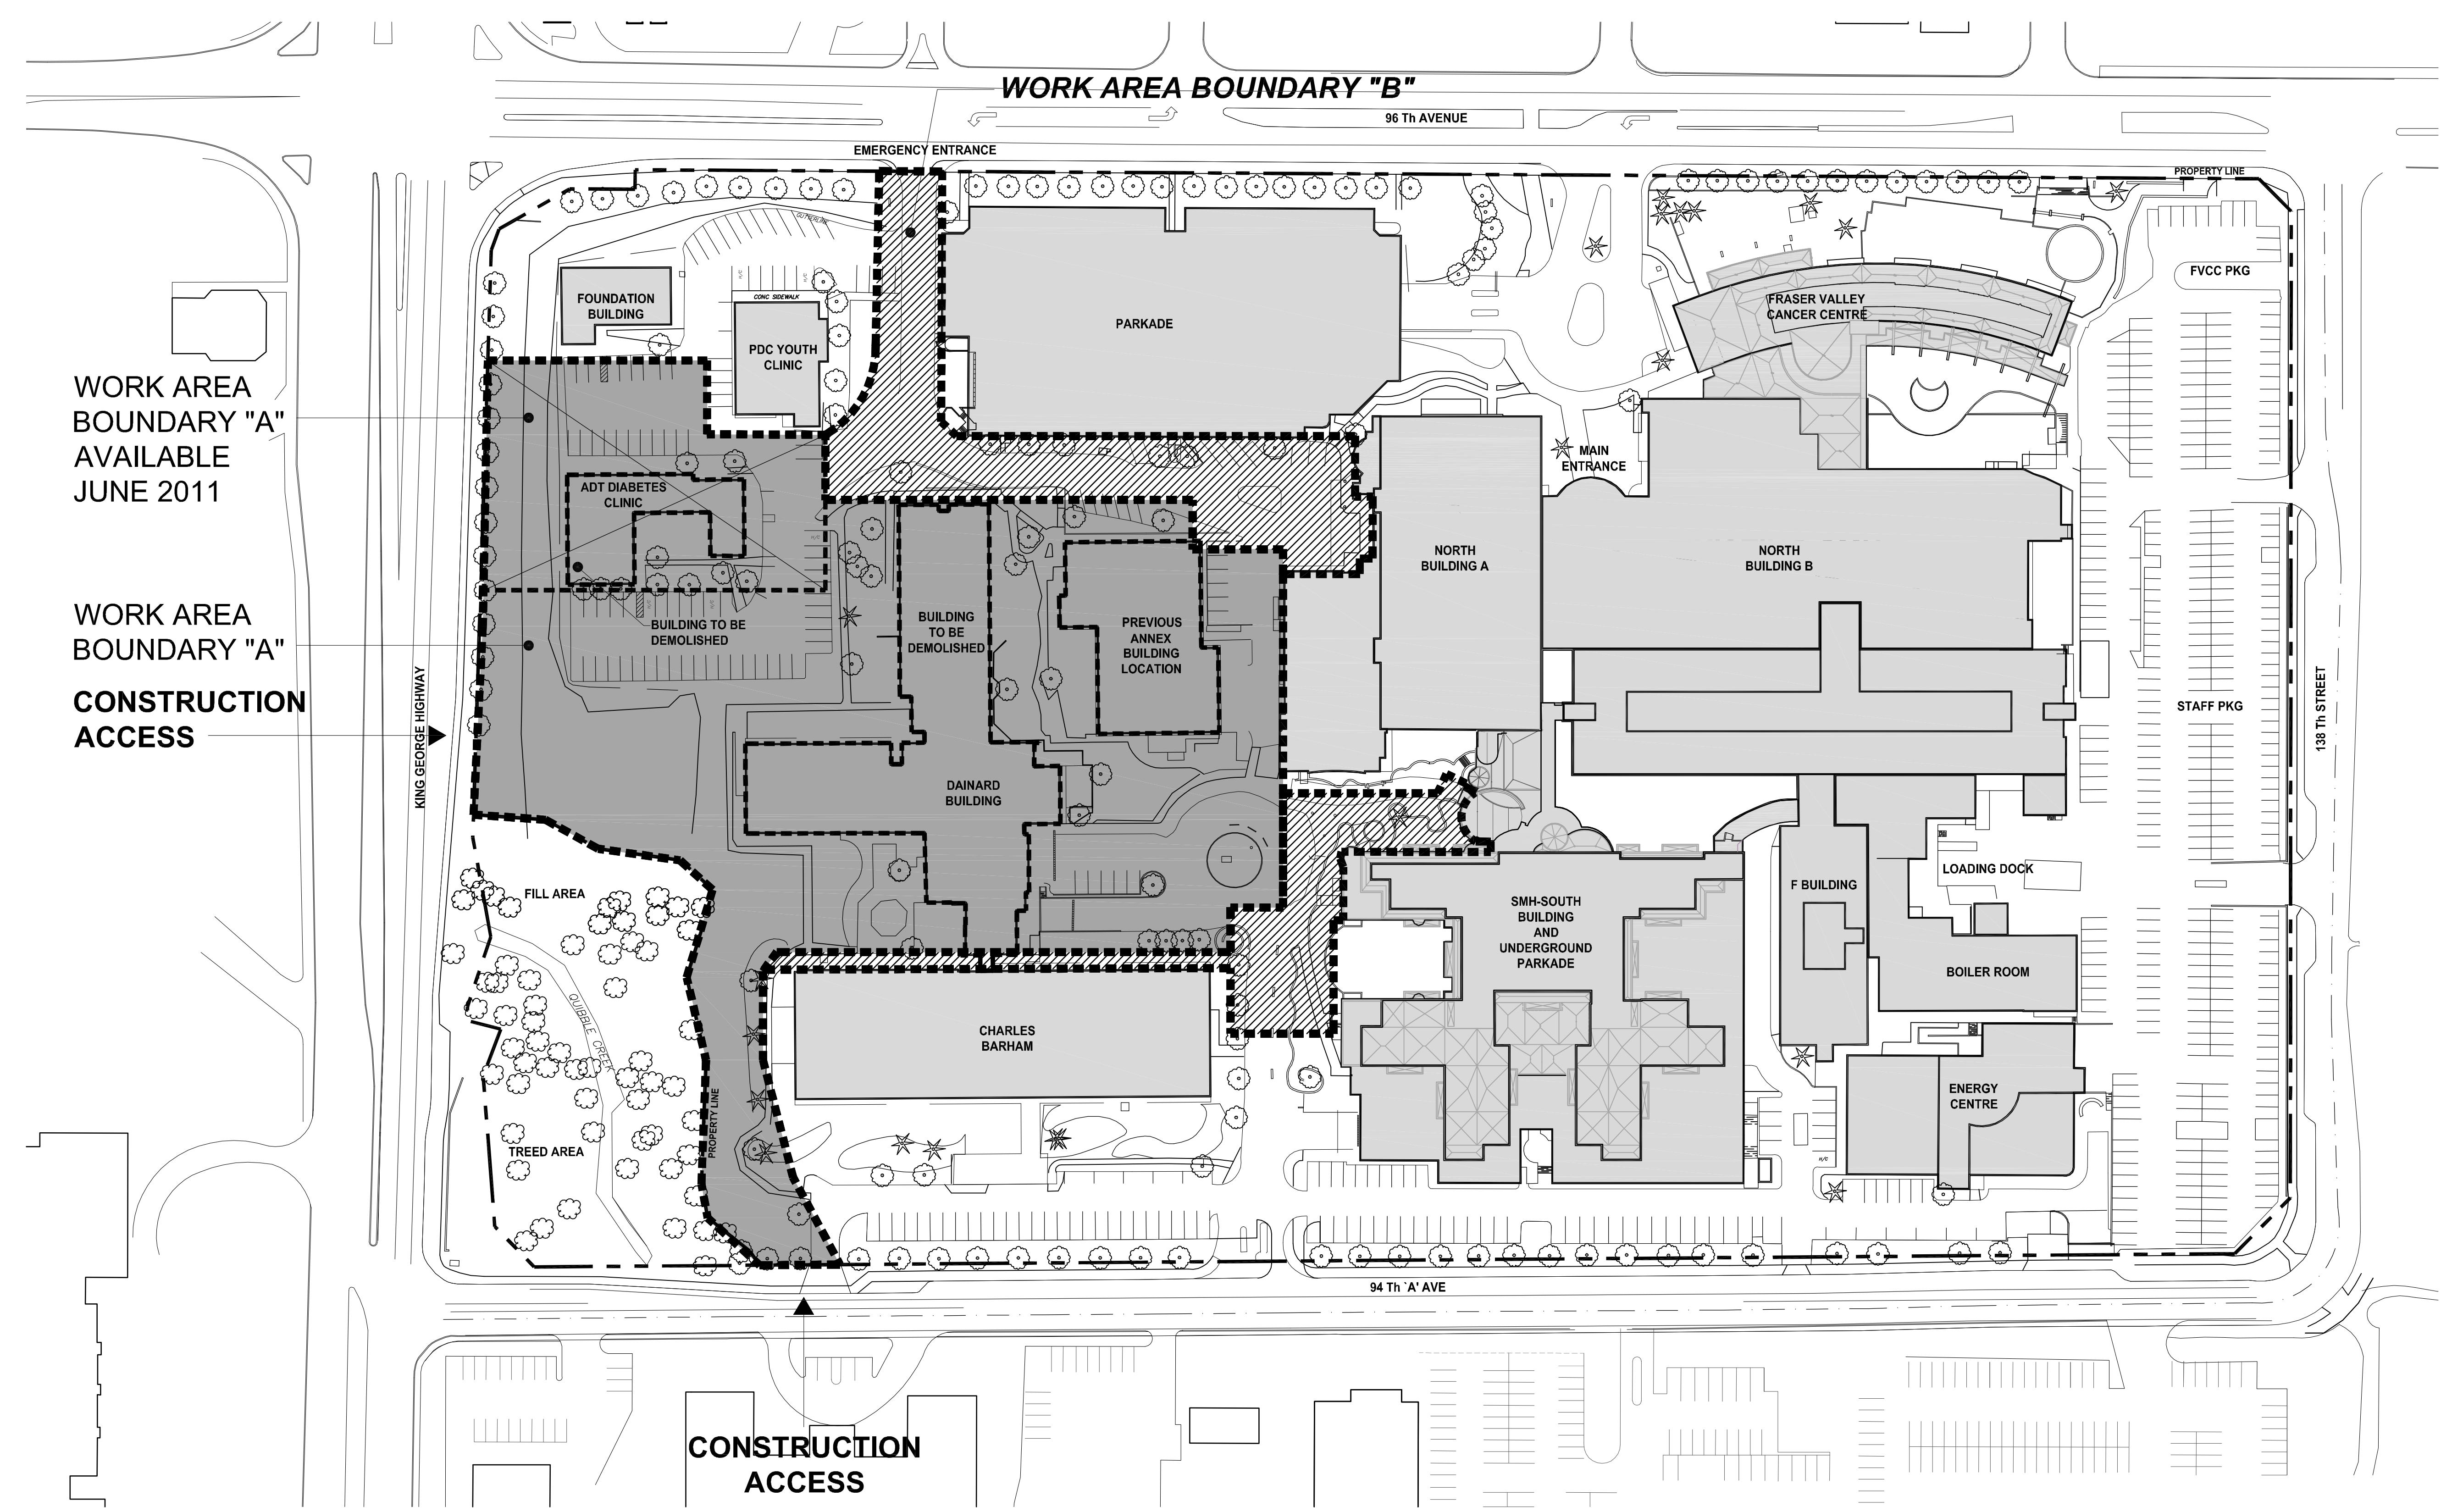 WORK AREA BOUNDARY "B"
96 Th AVENUE
EMERGENCY ENTRANCE
PROPERTY LINE
GUTTERLINE
H/C
H/C
CONC SIDEWALK
FOUNDATION
BUILDING
PDC YOUTH
CLINIC
PARKADE
FRASER VALLEY
CANCER CENTRE
FVCC PKG
WORK AREA
BOUNDARY "A"
AVAILABLE
JUNE 2011
ADT DIABETES
CLINIC
MAIN
ENTRANCE
H/C
NORTH
BUILDING A
NORTH
BUILDING B
WORK AREA
BOUNDARY "A"
H/C
H/C
BUILDING TO BE
DEMOLISHED
BUILDING
TO BE
DEMOLISHED
PREVIOUS
ANNEX
BUILDING
LOCATION
CONSTRUCTION
ACCESS
KING GEORGE HIGHWAY
STAFF PKG
138 Th STREET
DAINARD
BUILDING
FILL AREA
F BUILDING
LOADING DOCK
SMH-SOUTH
BUILDING
AND
UNDERGROUND
PARKADE
BOILER ROOM
QUIBBLE CREEK
CHARLES
BARHAM
ENERGY
CENTRE
PROPERTY LINE
TREED AREA
H/C
94 Th `A' AVE
CONSTRUCTION
ACCESS